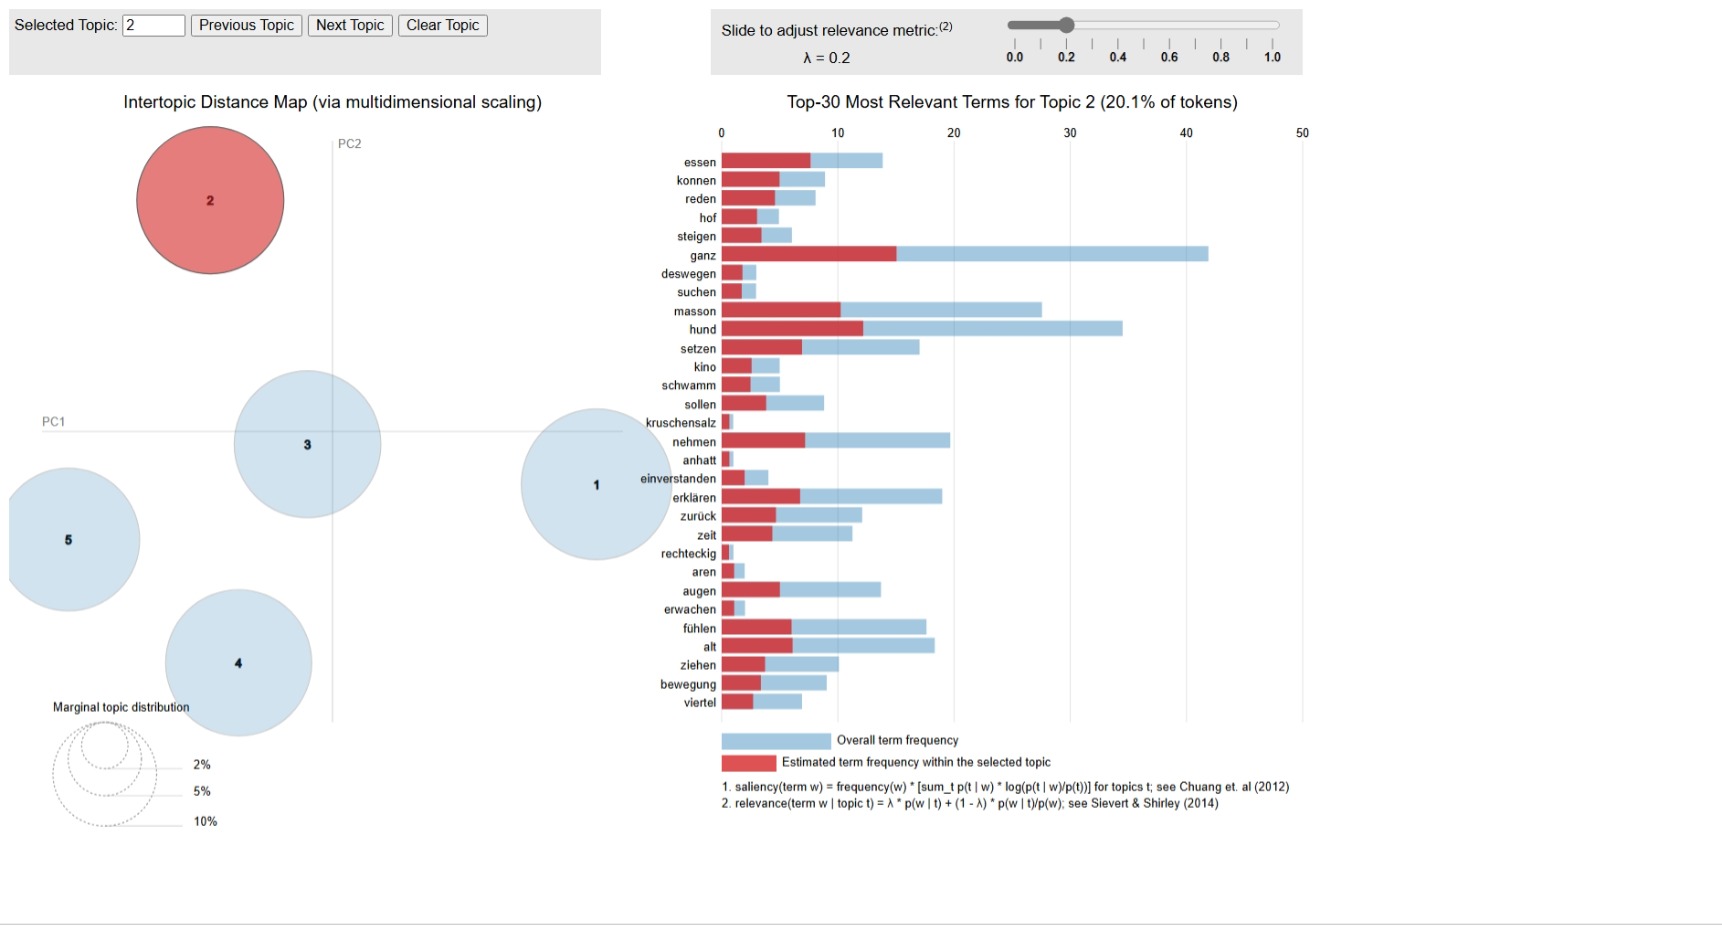 Selected Topic: 2 Previous Topic Next Topic Clear Topic
Slide to adjust relevance metric:(2)
λ = 0.2
0.0 0.2 0.4 0.6 0.8 1.0
Intertopic Distance Map (via multidimensional scaling)
PC2
PC1
2
3
1
5
4
Marginal topic distribution
2%
5%
10%
Top-30 Most Relevant Terms for Topic 2 (20.1% of tokens)
0 10 20 30 40 50
essen
konnen
reden
hof
steigen
ganz
deswegen
suchen
masson
hund
setzen
kino
schwamm
sollen
kruschensalz
nehmen
anhatt
einverstanden
erklären
zurück
zeit
rechteckig
aren
augen
erwachen
fühlen
alt
ziehen
bewegung
viertel
Overall term frequency
Estimated term frequency within the selected topic
1. saliency(term w) = frequency(w) * [sum_t p(t | w) * log(p(t | w)/p(t))] for topics t; see Chuang et. al (2012)
2. relevance(term w | topic t) = λ * p(w | t) + (1 - λ) * p(w | t)/p(w); see Sievert & Shirley (2014)